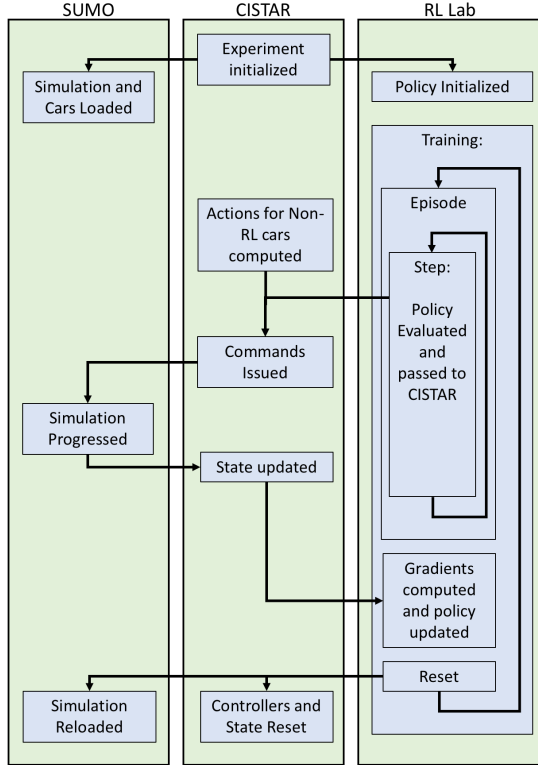 SUMO
CISTAR
RL Lab
Experiment
initialized
Simulation and
Cars Loaded
Policy Initialized
Training:
Episode
Actions for Non-
RL cars
computed
Step:
Policy
Evaluated
and
passed to
CISTAR
Commands
Issued
Simulation
Progressed
State updated
Gradients
computed
and policy
updated
Reset
Simulation
Reloaded
Controllers and
State Reset